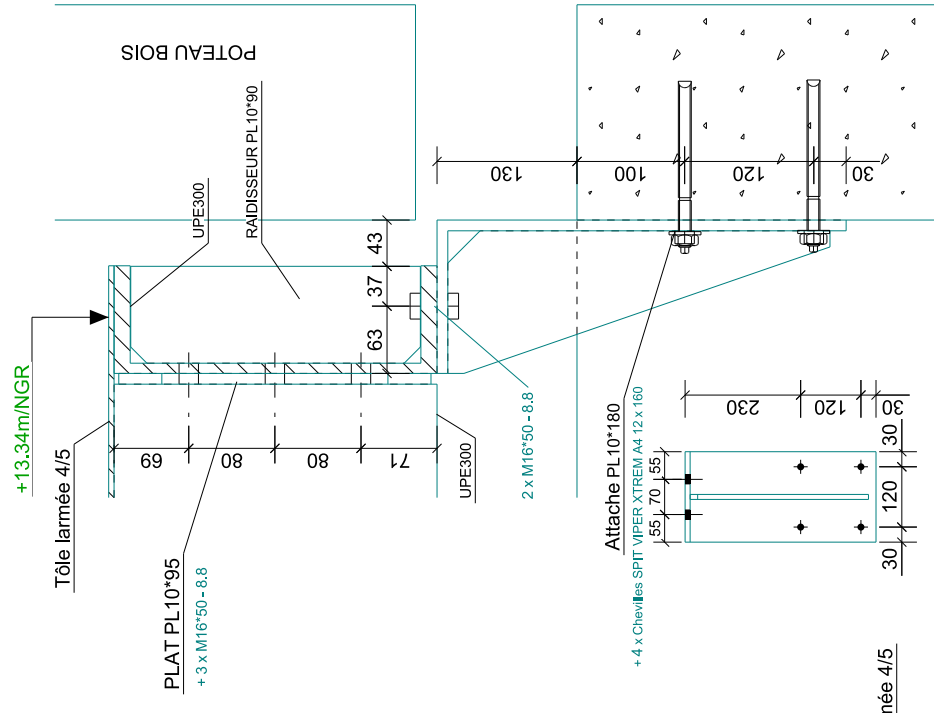 POTEAU BOIS
RAIDISSEUR PL10*90
UPE300
+13.34m/NGR
Tôle larmée 4/5
PLAT PL10*95
+ 3 x M16*50 - 8.8
69
80
80
71
43
37
63
UPE300
2 x M16*50 - 8.8
130
100
120
30
Attache PL10*180
+ 4 x Chevilles SPIT VIPER XTREM A4 12 x 160
230
120
30
55
70
55
30
120
30
mée 4/5